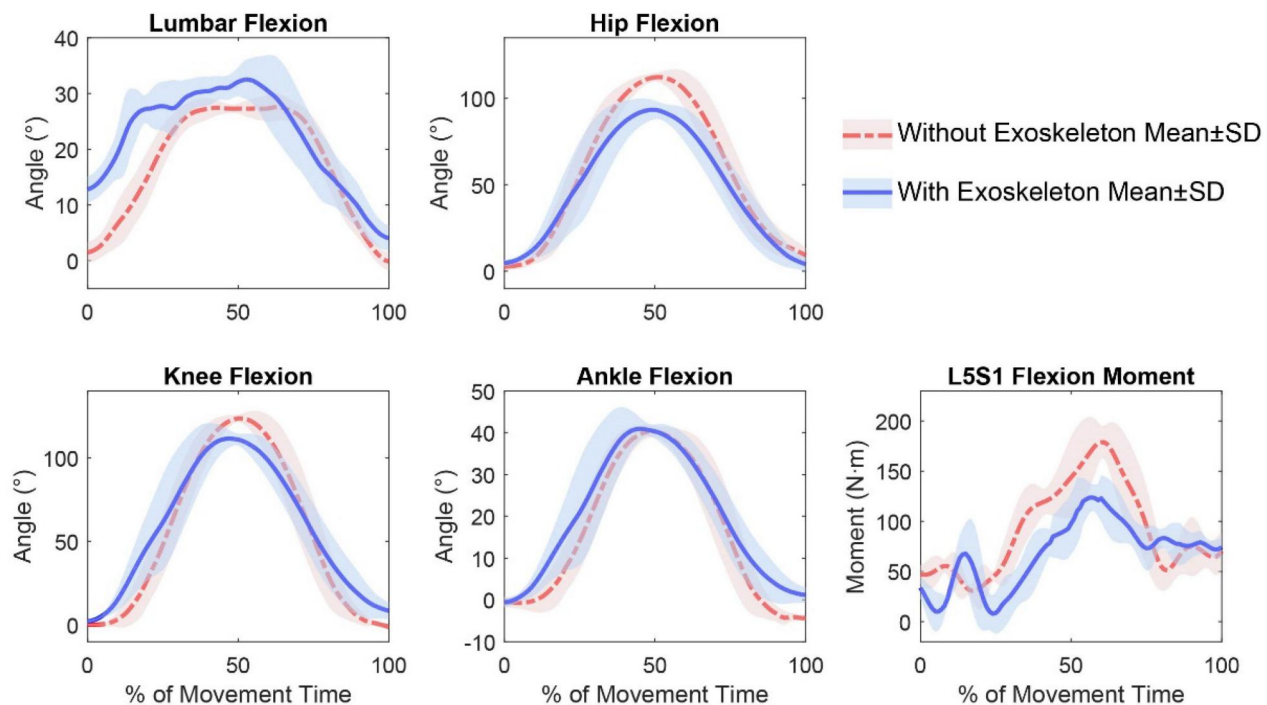 Lumbar Flexion
40
30
20
10
0
Angle (°)
0 50 100
Hip Flexion
100
50
0
Angle (°)
0 50 100
Without Exoskeleton Mean±SD
With Exoskeleton Mean±SD
Knee Flexion
100
50
0
Angle (°)
0 50 100
% of Movement Time
Ankle Flexion
50
40
30
20
10
0
-10
Angle (°)
0 50 100
% of Movement Time
L5S1 Flexion Moment
200
150
100
50
0
Moment (N·m)
0 50 100
% of Movement Time